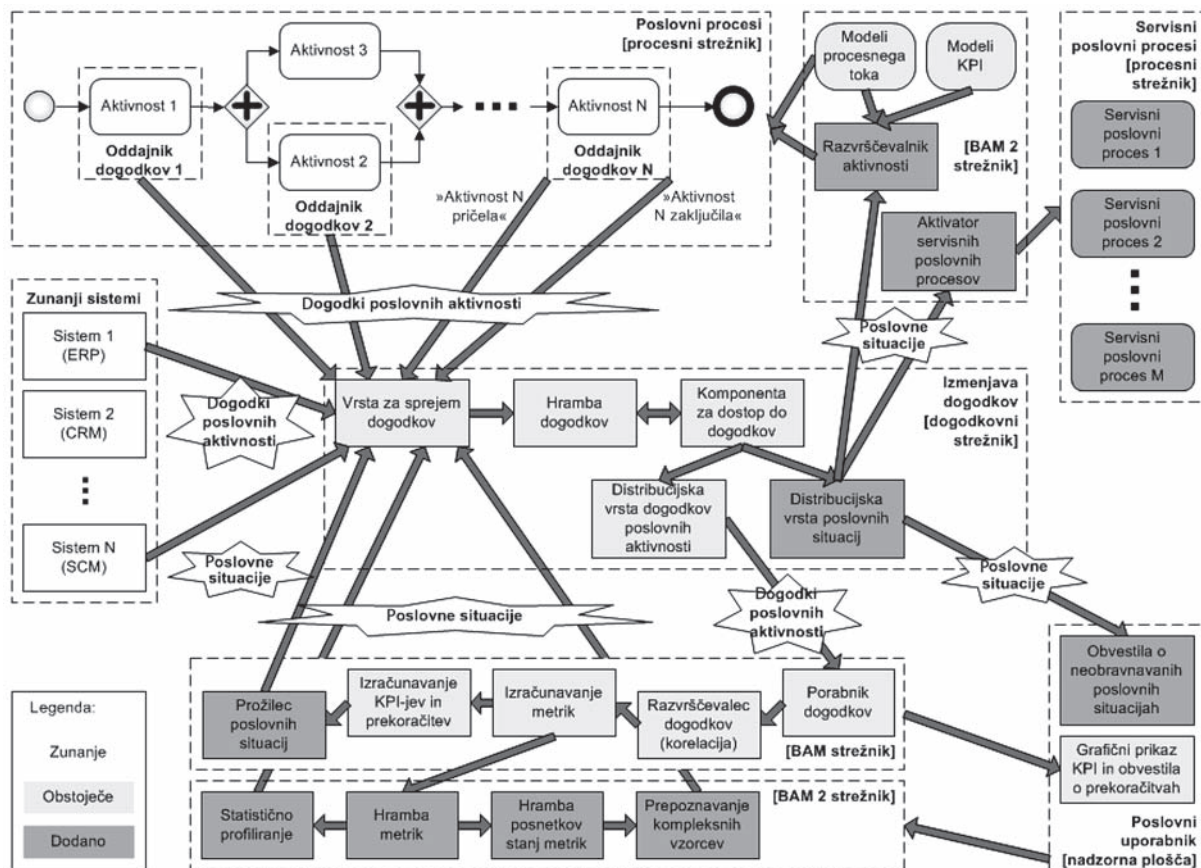 Poslovni procesi
[procesni strežnik]
Aktivnost 1
Oddajnik
dogodkov 1
Aktivnost 3
Aktivnost 2
Oddajnik
dogodkov 2
Aktivnost N
Oddajnik
dogodkov N
»Aktivnost N
pričela«
»Aktivnost
N zaključila«
Modeli
procesnega
toka
Modeli
KPI
Razvrščevalnik
aktivnosti
[BAM 2
strežnik]
Aktivator
servisnih
poslovnih
procesov
Servisni
poslovni procesi
[procesni
strežnik]
Servisni
poslovni
proces 1
Servisni
poslovni
proces 2
Servisni
poslovni
proces M
Zunanji sistemi
Sistem 1
(ERP)
Sistem 2
(CRM)
Sistem N
(SCM)
Dogodki poslovnih aktivnosti
Dogodki
poslovnih
aktivnosti
Poslovne
situacije
Vrsta za sprejem
dogodkov
Hramba
dogodkov
Komponenta
za dostop do
dogodkov
Izmenjava
dogodkov
[dogodkovni
strežnik]
Distribucijska
vrsta dogodkov
poslovnih
aktivnosti
Distribucijska
vrsta poslovnih
situacij
Poslovne
situacije
Poslovne situacije
Dogodki
poslovnih
aktivnosti
Poslovne
situacije
Prožilec
poslovnih
situacij
Izračunavanje
KPI-jev in
prekoračitev
Izračunavanje
metrik
Razvrščevalec
dogodkov
(korelacija)
Porabnik
dogodkov
[BAM strežnik]
Statistično
profiliranje
Hramba
metrik
Hramba
posnetkov
stanj metrik
Prepoznavanje
kompleksnih
vzorcev
[BAM 2 strežnik]
Obvestila o
neobravnavanih
poslovnih
situacijah
Grafični prikaz
KPI in obvestila
o prekoračitvah
Poslovni
uporabnik
[nadzorna plošča]
Legenda:
Zunanje
Obstoječe
Dodano